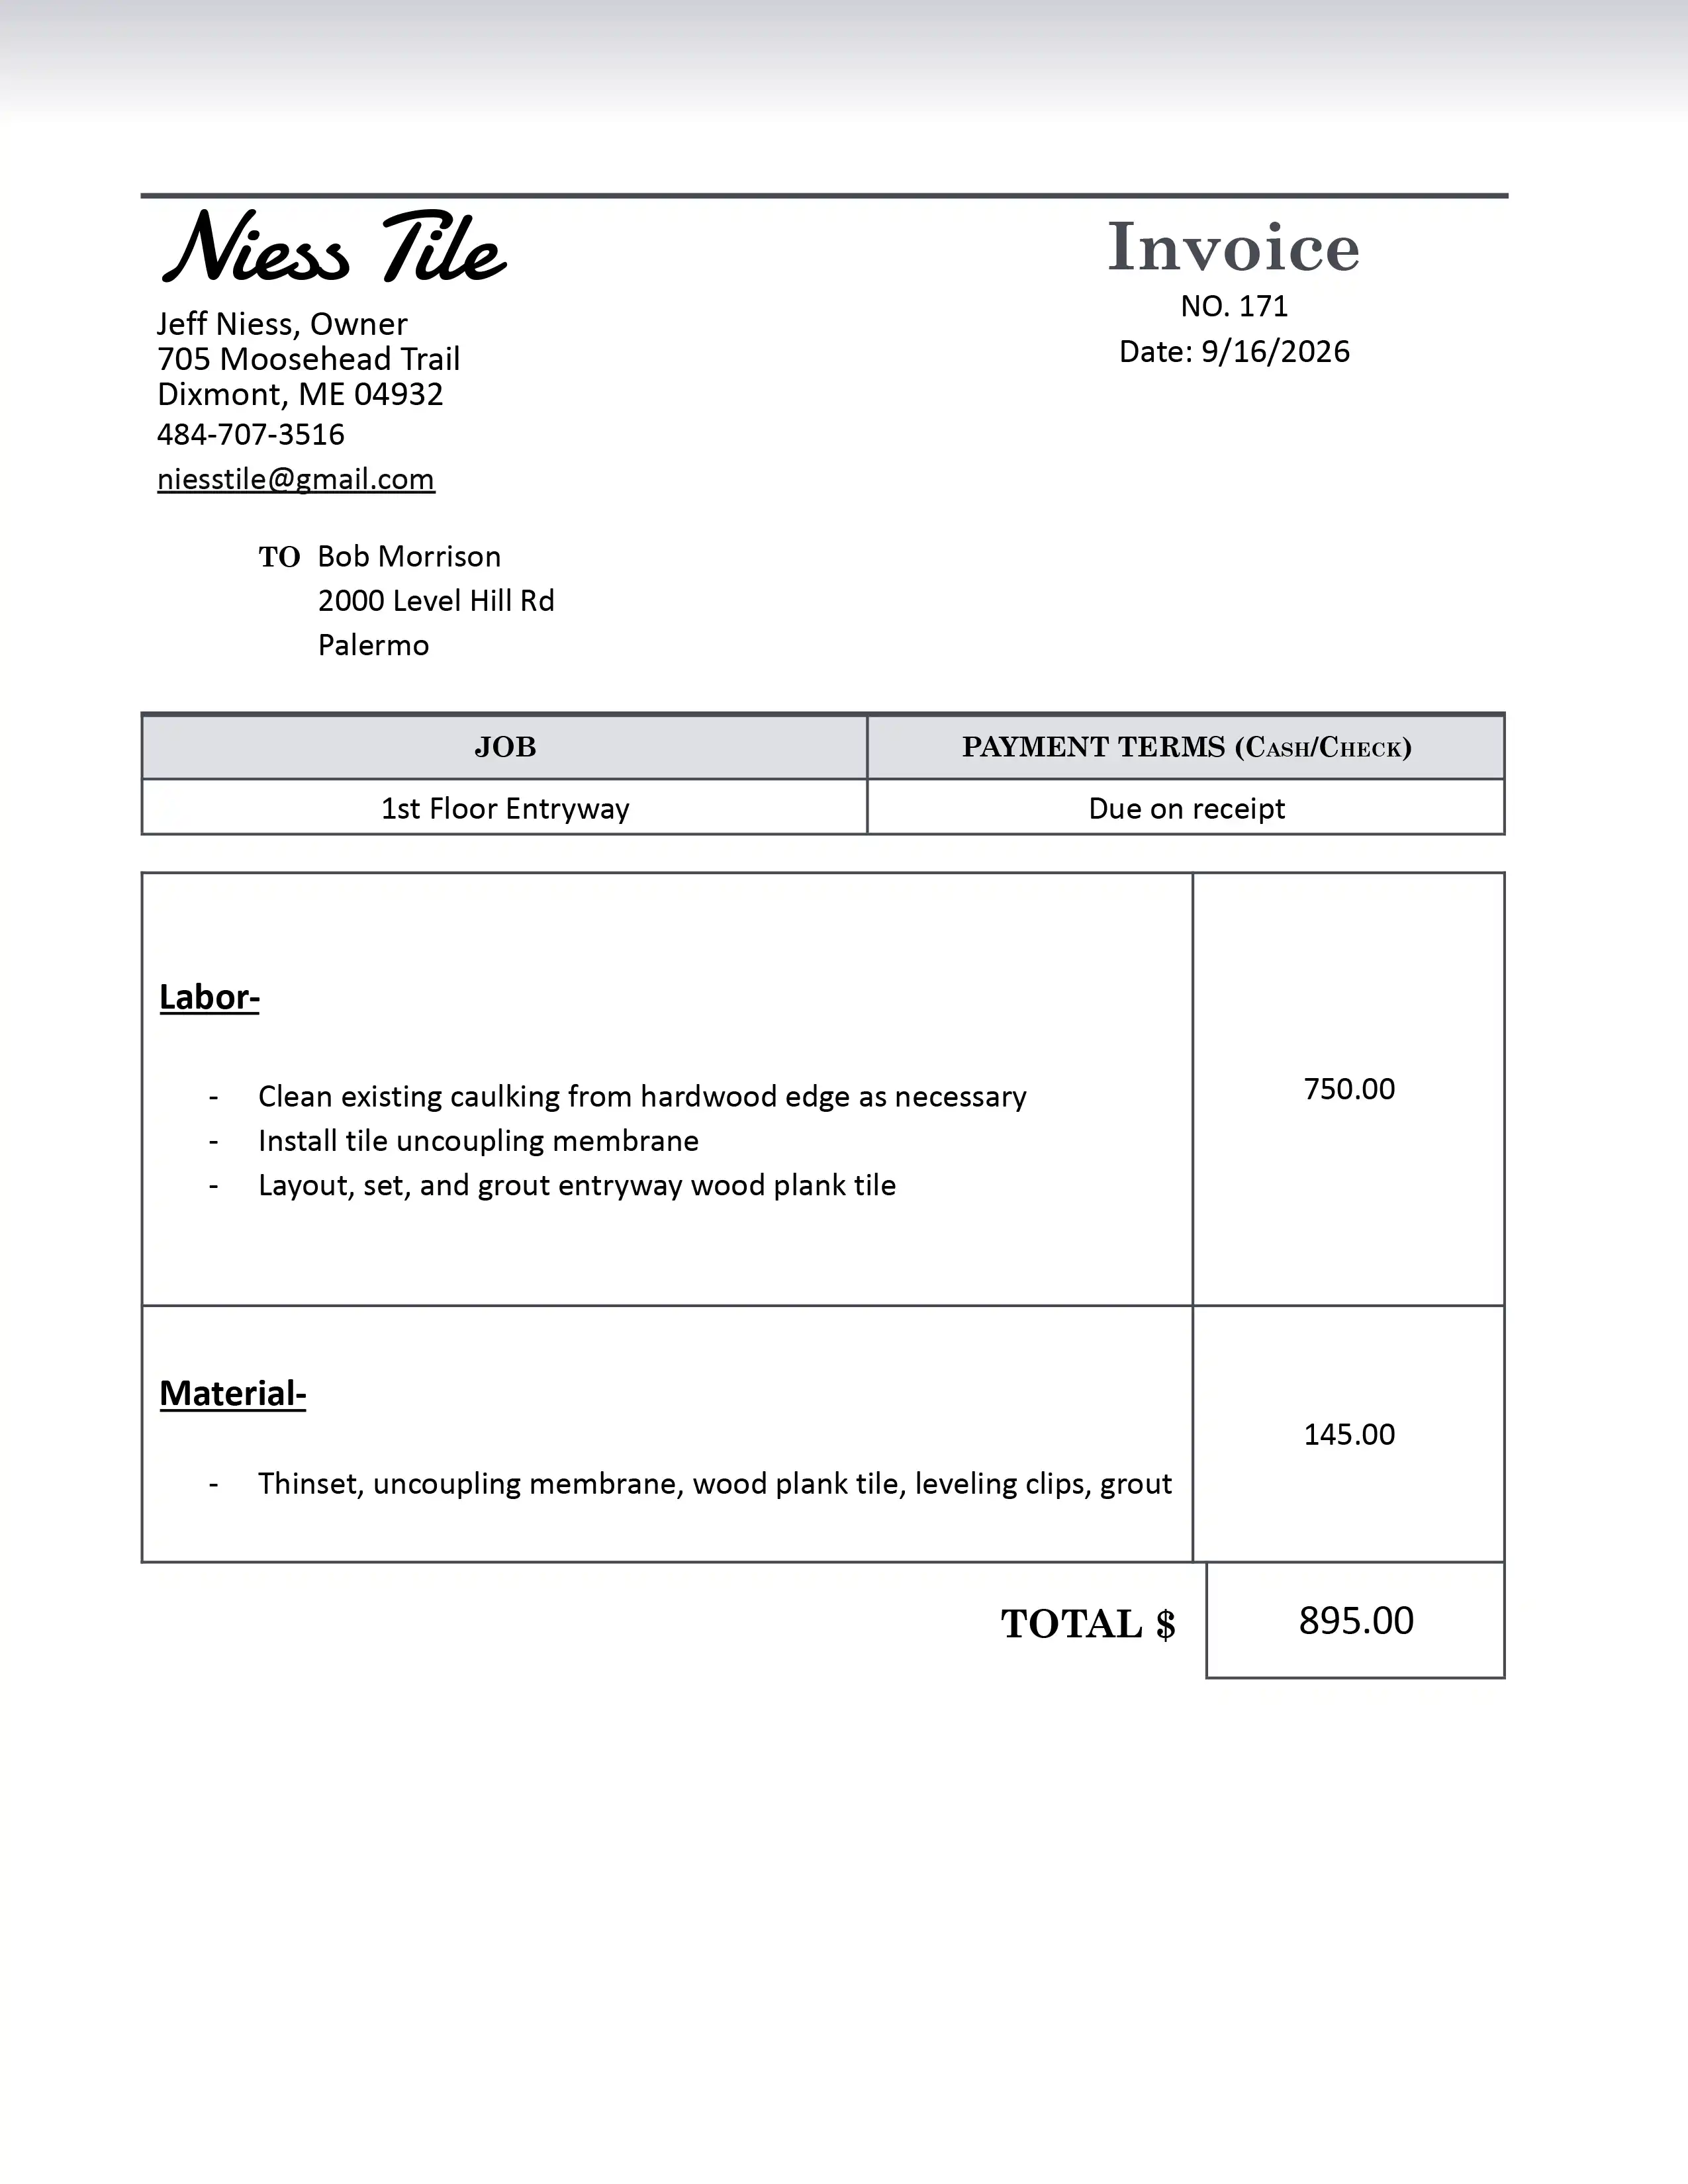 Niess Tile
Invoice
NO. 171
Date: 9/16/2026
Jeff Niess, Owner
705 Moosehead Trail
Dixmont, ME 04932
484-707-3516
niesstile@gmail.com
TO Bob Morrison
2000 Level Hill Rd
Palermo
JOB PAYMENT TERMS (CASH/CHECK)
1st Floor Entryway Due on receipt
Labor-
- Clean existing caulking from hardwood edge as necessary
750.00
- Install tile uncoupling membrane
- Layout, set, and grout entryway wood plank tile
Material-
145.00
- Thinset, uncoupling membrane, wood plank tile, leveling clips, grout
TOTAL $ 895.00